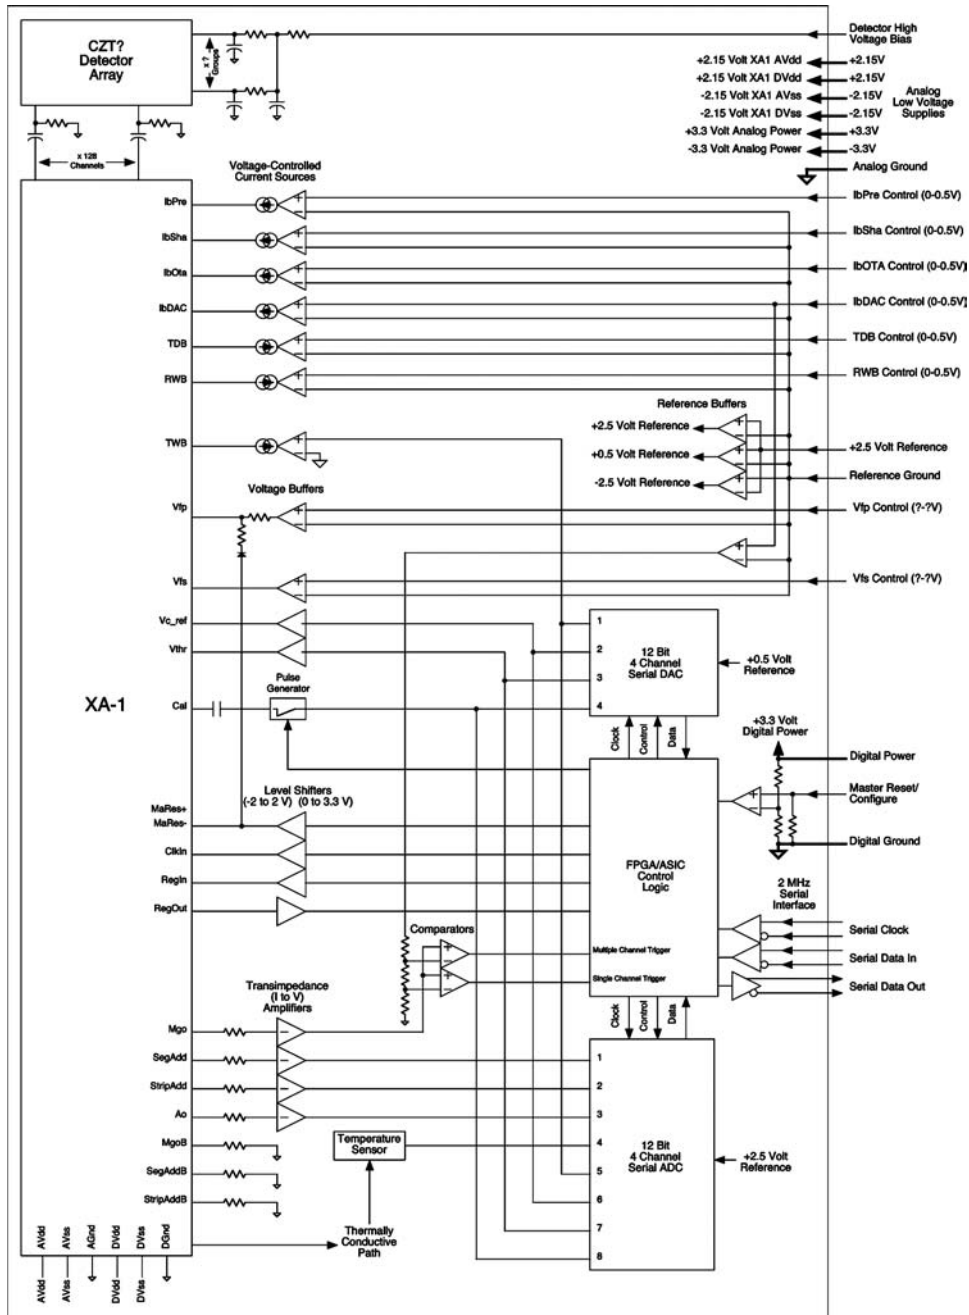 CZT?
Detector
Array
x ?
Groups
Detector High
Voltage Bias
+2.15 Volt XA1 AVdd
+2.15V
+2.15 Volt XA1 DVdd
+2.15V
-2.15 Volt XA1 AVss
-2.15V
-2.15 Volt XA1 DVss
-2.15V
+3.3 Volt Analog Power
+3.3V
-3.3 Volt Analog Power
-3.3V
Analog
Low Voltage
Supplies
Analog Ground
x 128
Channels
Voltage-Controlled
Current Sources
IbPre
IbPre Control (0-0.5V)
IbSha
IbSha Control (0-0.5V)
IbOta
IbOTA Control (0-0.5V)
IbDAC
IbDAC Control (0-0.5V)
TDB
TDB Control (0-0.5V)
RWB
RWB Control (0-0.5V)
Reference Buffers
+2.5 Volt Reference
TWB
+0.5 Volt Reference
+2.5 Volt Reference
-2.5 Volt Reference
Reference Ground
Voltage Buffers
Vfp
Vfp Control (?-?V)
Vfs
Vfs Control (?-?V)
Vc_ref
Vthr
XA-1
Pulse
Generator
Cal
1
2
3
4
12 Bit
4 Channel
Serial DAC
+0.5 Volt
Reference
Clock
Control
Data
+3.3 Volt
Digital Power
Digital Power
Master Reset/
Configure
Digital Ground
Level Shifters
(-2 to 2 V) (0 to 3.3 V)
MaRes+
MaRes-
ClkIn
RegIn
RegOut
FPGA/ASIC
Control
Logic
2 MHz
Serial
Interface
Serial Clock
Serial Data In
Serial Data Out
Comparators
Multiple Channel Trigger
Single Channel Trigger
Transimpedance
(I to V)
Amplifiers
Clock
Control
Data
Mgo
SegAdd
StripAdd
Ao
MgoB
SegAddB
StripAddB
Temperature
Sensor
Thermally
Conductive
Path
1
2
3
4
5
6
7
8
12 Bit
4 Channel
Serial ADC
+2.5 Volt
Reference
AVdd
AVss
AGnd
DVdd
DVss
DGnd
AVdd
AVss
DVdd
DVss